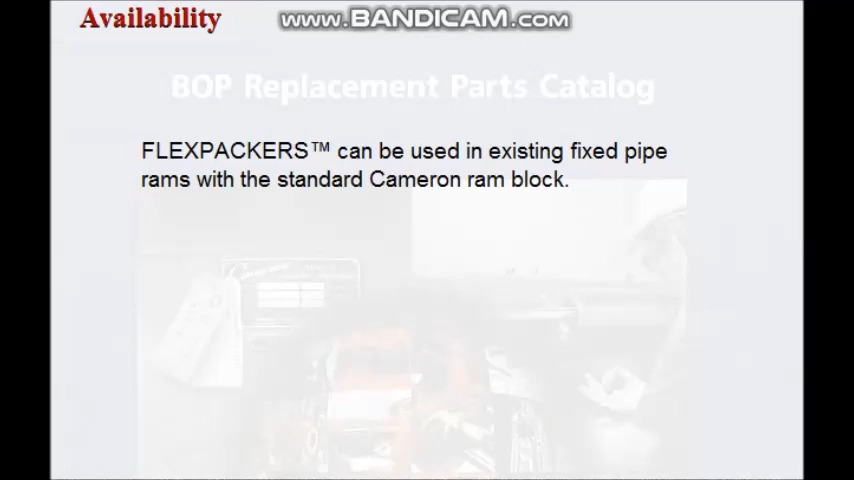 Availability
www.BANDICAM.com
BOP Replacement Parts Catalog
FLEXPACKERS™ can be used in existing fixed pipe
rams with the standard Cameron ram block.